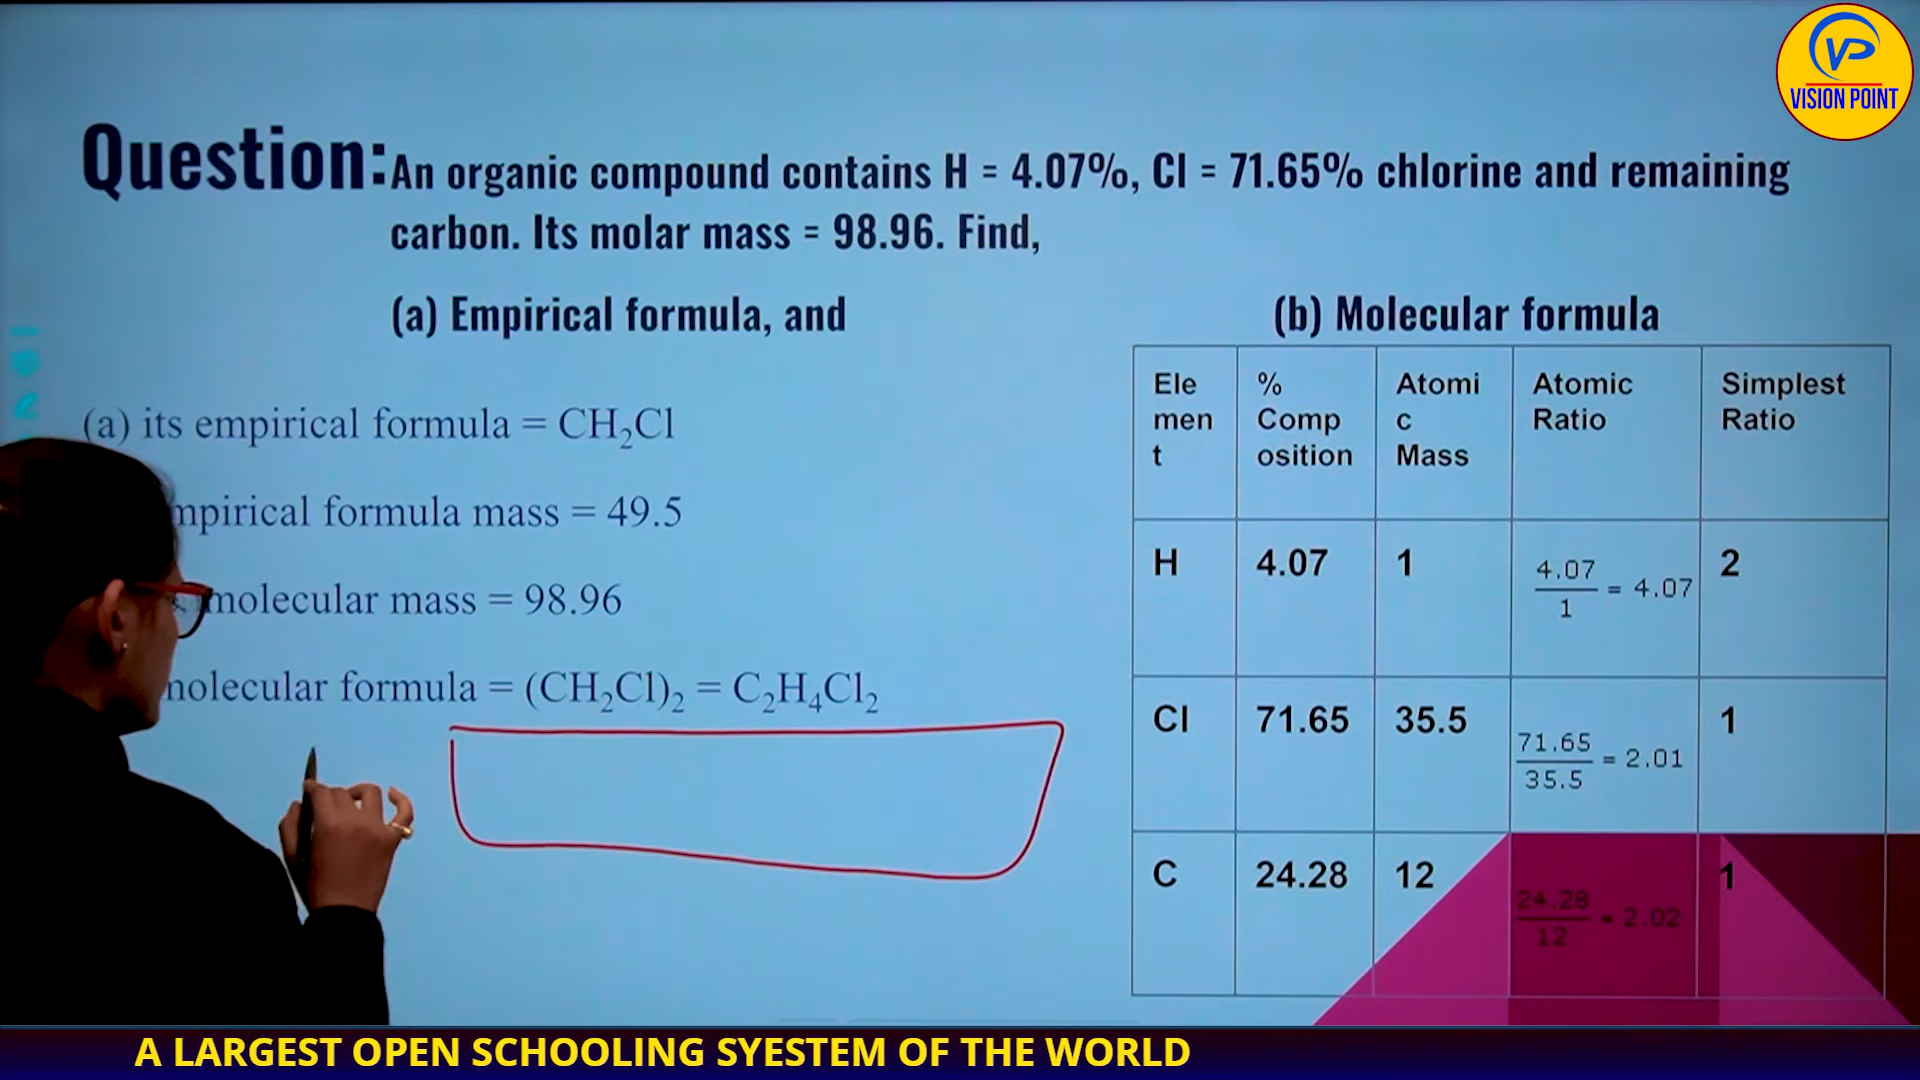 VP
VISION POINT
Question: An organic compound contains H = 4.07%, Cl = 71.65% chlorine and remaining
carbon. Its molar mass = 98.96. Find,
(a) Empirical formula, and
(b) Molecular formula
(a) its empirical formula = CH₂Cl
mpirical formula mass = 49.5
molecular mass = 98.96
molecular formula = (CH₂Cl)₂ = C₂H₄Cl₂
Ele men t | % Comp osition | Atomi c Mass | Atomic Ratio | Simplest Ratio
H | 4.07 | 1 | 4.07/1 = 4.07 | 2
Cl | 71.65 | 35.5 | 71.65/35.5 = 2.01 | 1
C | 24.28 | 12 | 24.28/12 = 2.02 | 1
A LARGEST OPEN SCHOOLING SYESTEM OF THE WORLD